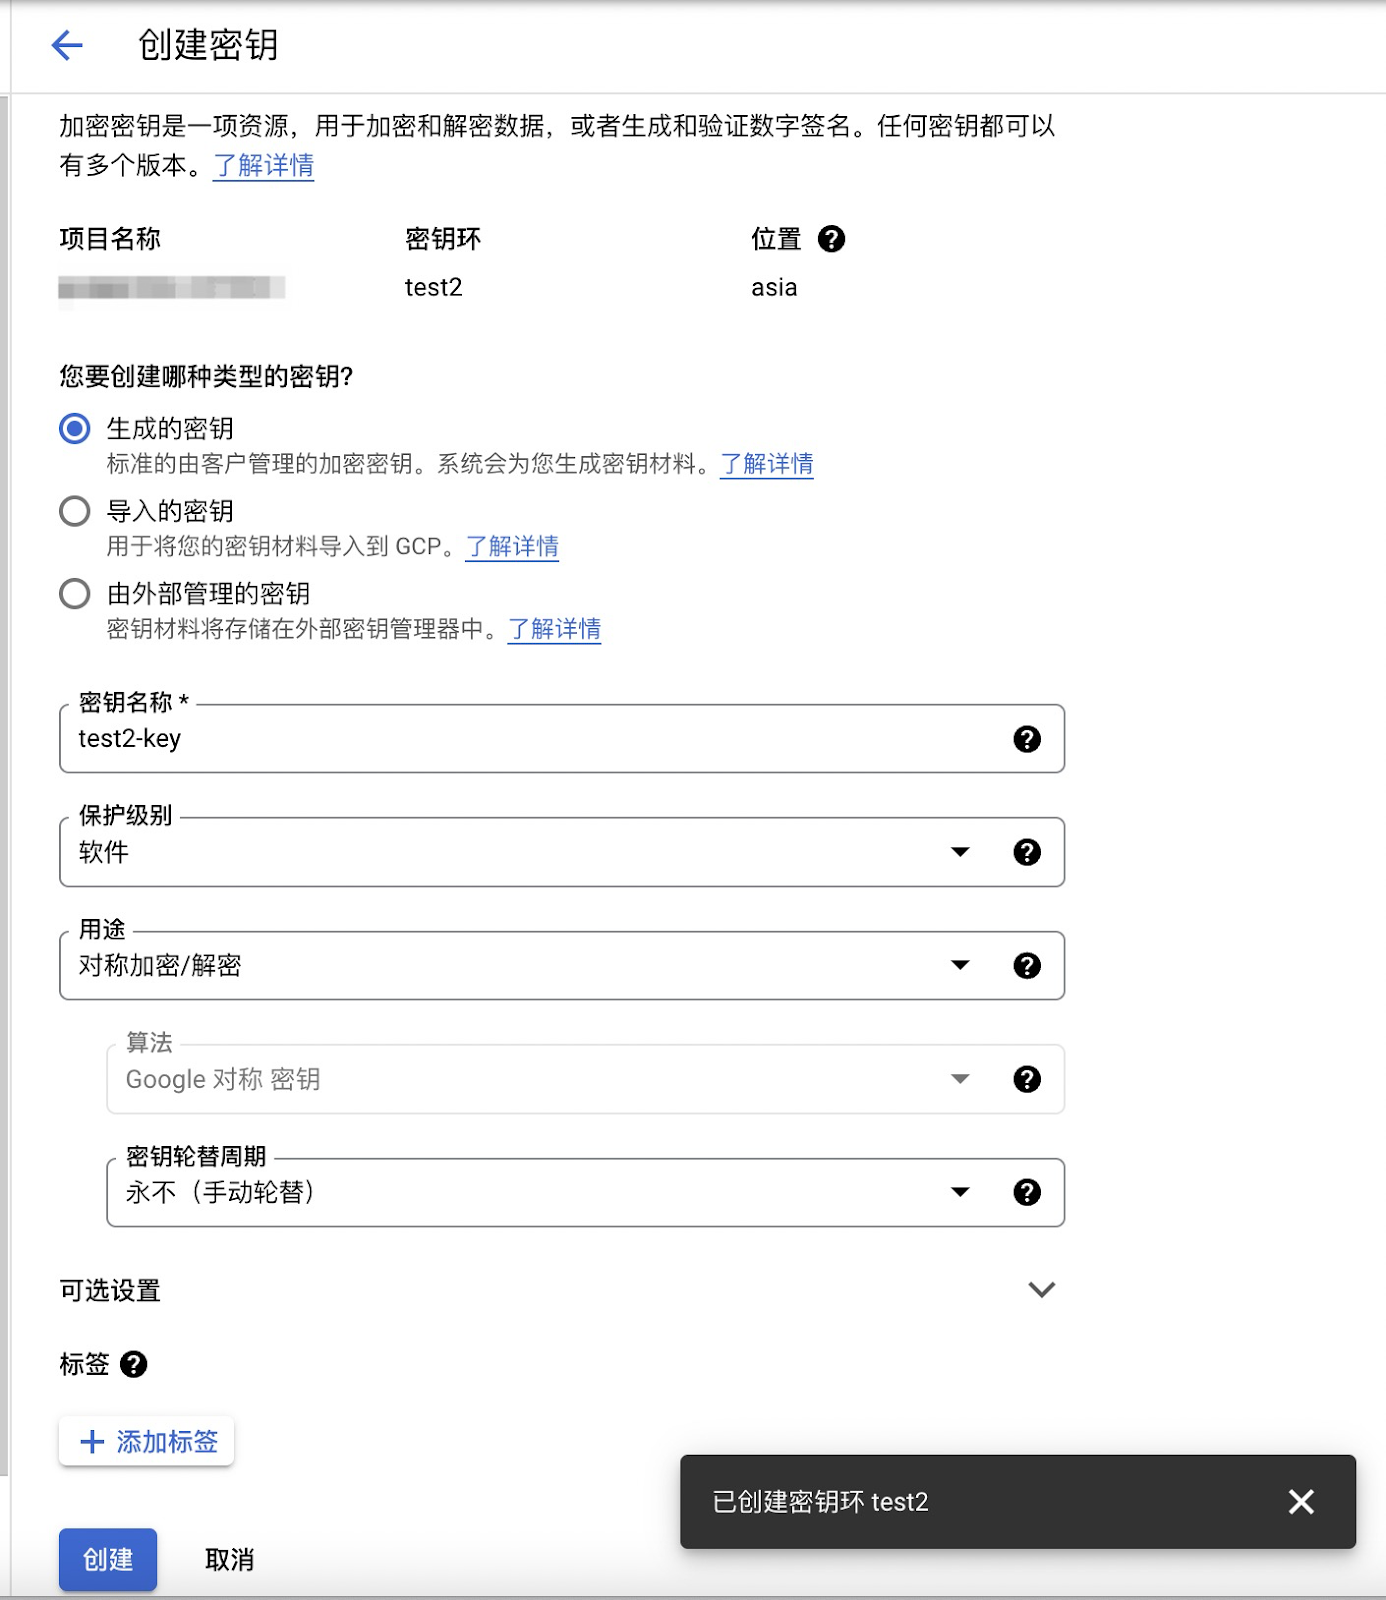 创建密钥
加密密钥是一项资源，用于加密和解密数据，或者生成和验证数字签名。任何密钥都可以
有多个版本。了解详情
项目名称 密钥环 位置
test2 asia
您要创建哪种类型的密钥?
生成的密钥
标准的由客户管理的加密密钥。系统会为您生成密钥材料。了解详情
导入的密钥
用于将您的密钥材料导入到 GCP。了解详情
由外部管理的密钥
密钥材料将存储在外部密钥管理器中。了解详情
密钥名称 *
test2-key
保护级别
软件
用途
对称加密/解密
算法
Google 对称 密钥
密钥轮替周期
永不（手动轮替）
可选设置
标签
添加标签
已创建密钥环 test2
创建 取消